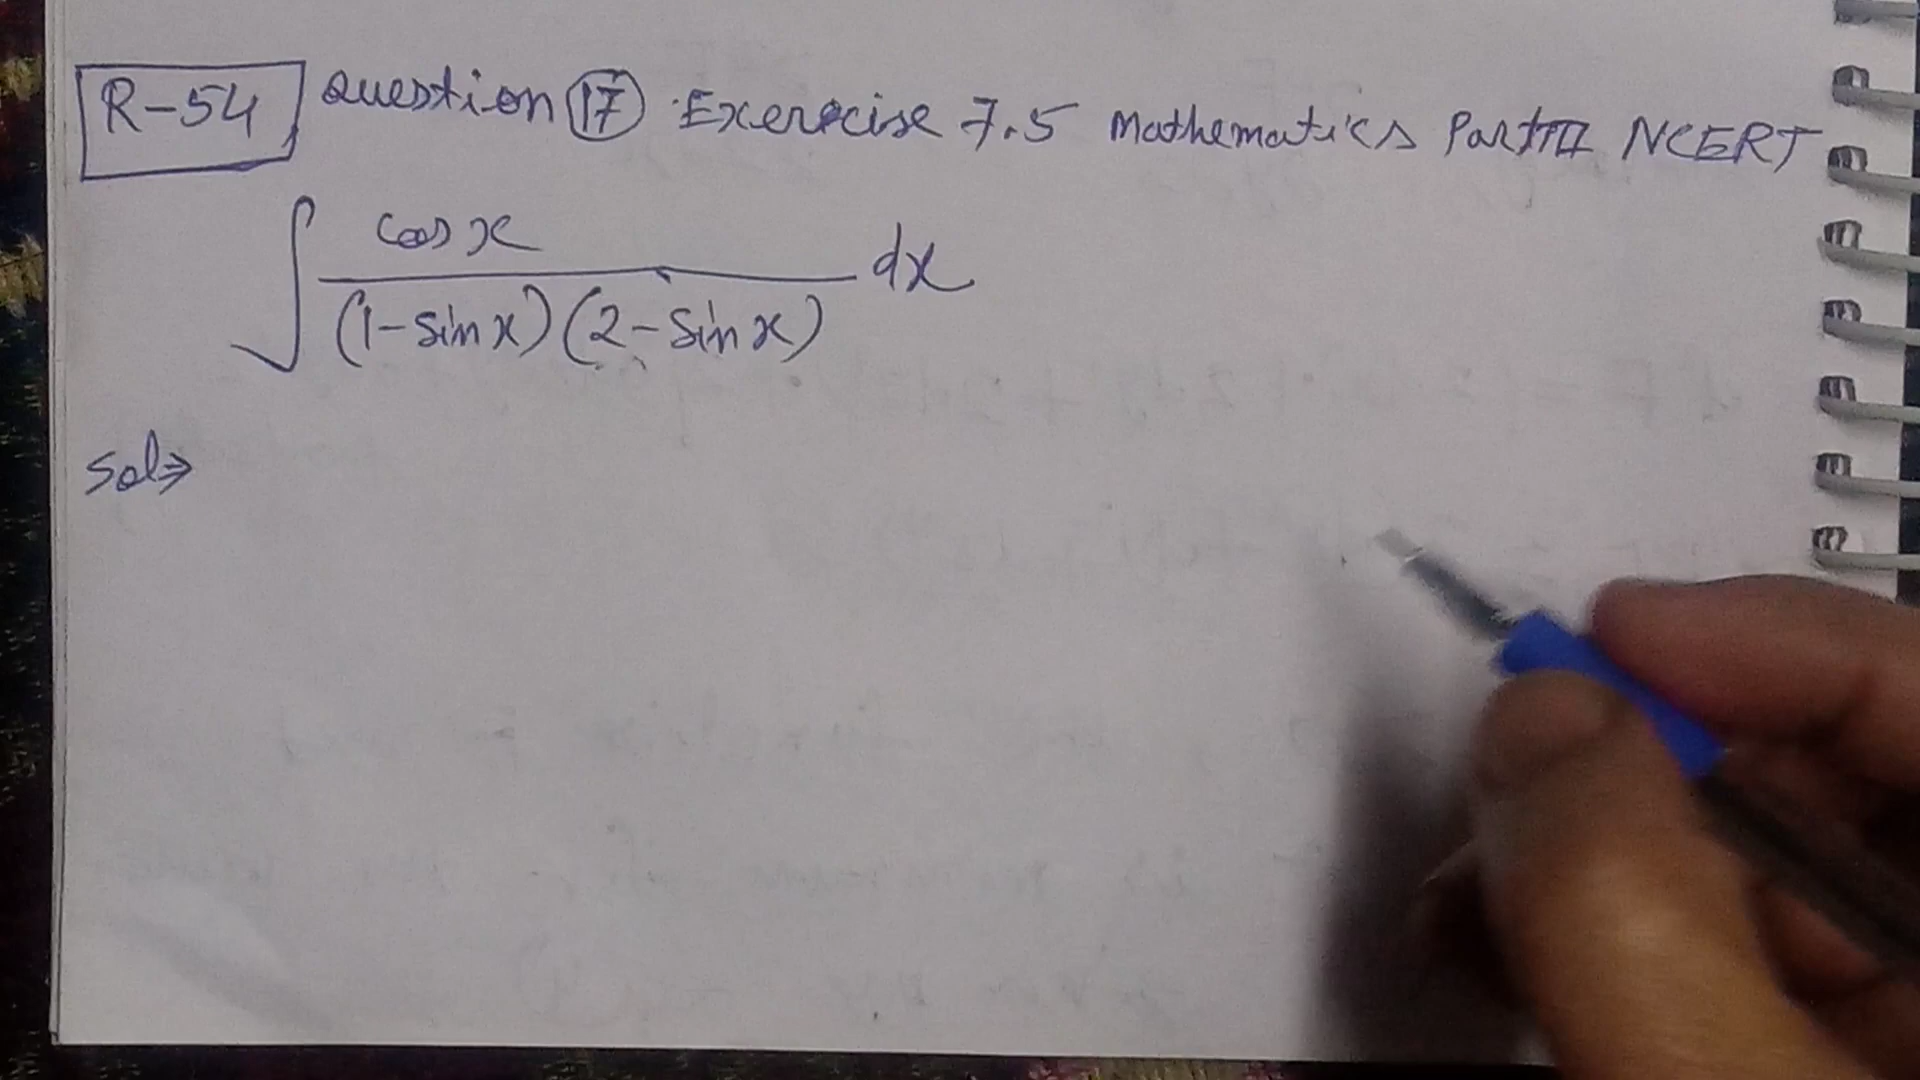 R-54 Question 17 Exercise 7.5 Mathematics Part II NCERT
∫ cos x / (1-sin x)(2-sin x) dx
Sol⇒